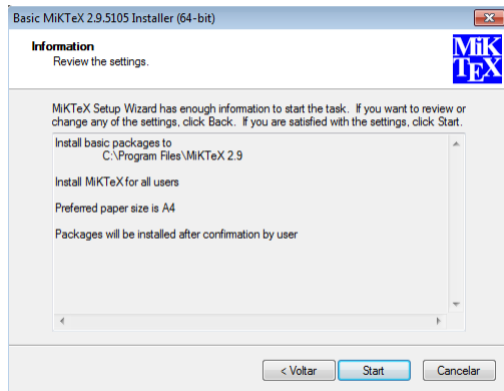 Basic MiKTeX 2.9.5105 Installer (64-bit)
Information
Review the settings.
MiK
TEX
MiKTeX Setup Wizard has enough information to start the task. If you want to review or
change any of the settings, click Back. If you are satisfied with the settings, click Start.
Install basic packages to
C:\Program Files\MiKTeX 2.9
Install MiKTeX for all users
Preferred paper size is A4
Packages will be installed after confirmation by user
< Voltar
Start
Cancelar